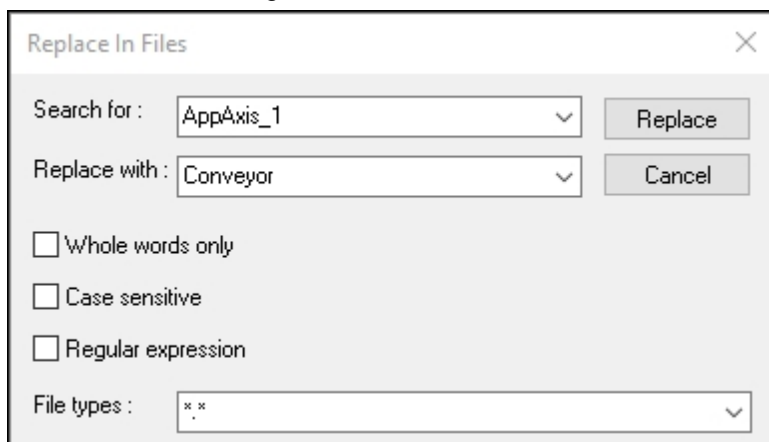 Replace In Files
Search for : AppAxis_1 Replace
Replace with : Conveyor Cancel
Whole words only
Case sensitive
Regular expression
File types : *.*